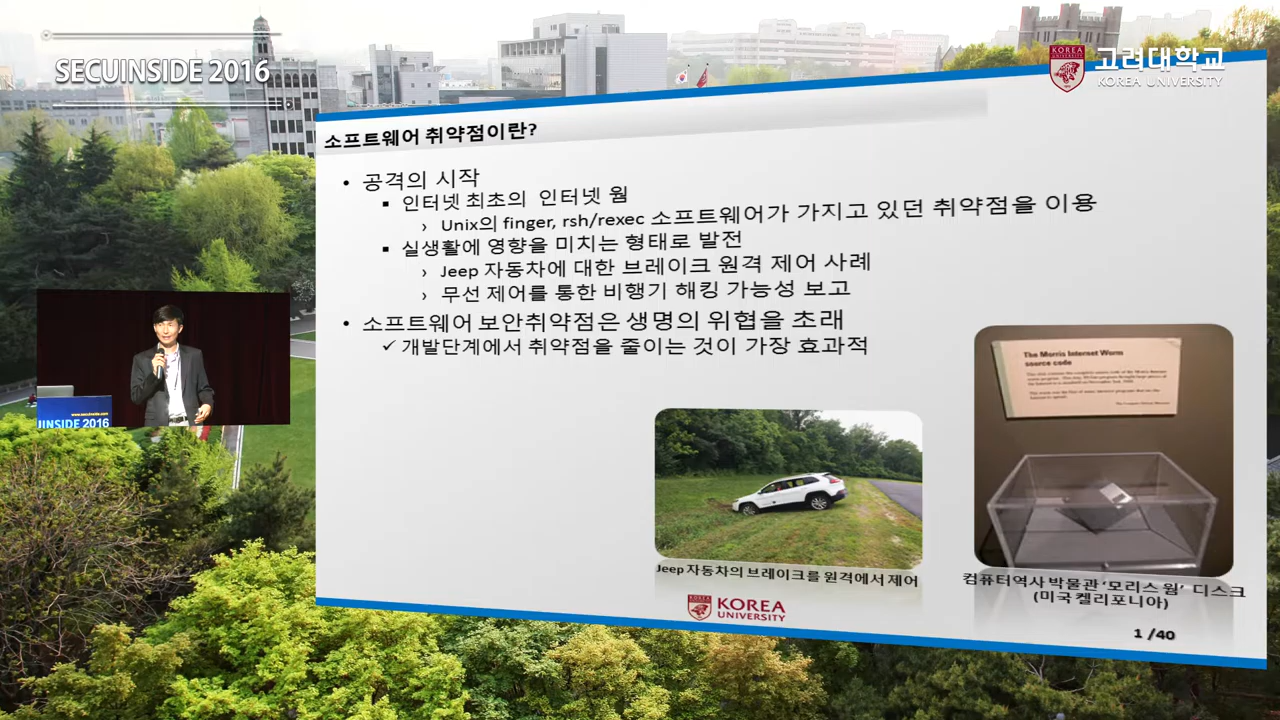 SECUINSIDE 2016
KOREA
고려대학교
KOREA UNIVERSITY
소프트웨어 취약점이란?
• 공격의 시작
▪ 인터넷 최초의 인터넷 웜
› Unix의 finger, rsh/rexec 소프트웨어가 가지고 있던 취약점을 이용
▪ 실생활에 영향을 미치는 형태로 발전
› Jeep 자동차에 대한 브레이크 원격 제어 사례
› 무선 제어를 통한 비행기 해킹 가능성 보고
• 소프트웨어 보안취약점은 생명의 위협을 초래
✓ 개발단계에서 취약점을 줄이는 것이 가장 효과적
www.secuinside.com
UINSIDE 2016
The Morris Internet Worm
source code
Jeep 자동차의 브레이크를 원격에서 제어
컴퓨터역사 박물관 ‘모리스 웜’ 디스크
(미국 켈리포니아)
KOREA
UNIVERSITY
1 /40